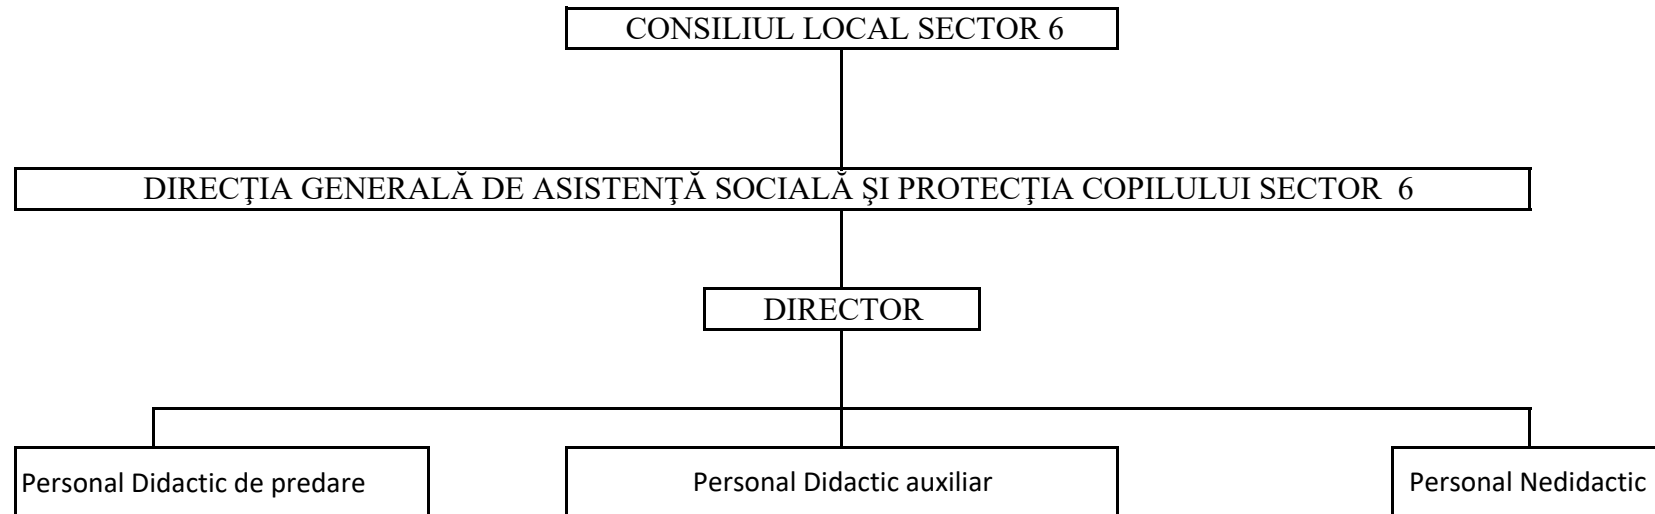 CONSILIUL LOCAL SECTOR 6
DIRECŢIA GENERALĂ DE ASISTENŢĂ SOCIALĂ ŞI PROTECŢIA COPILULUI SECTOR 6
DIRECTOR
Personal Didactic de predare
Personal Didactic auxiliar
Personal Nedidactic